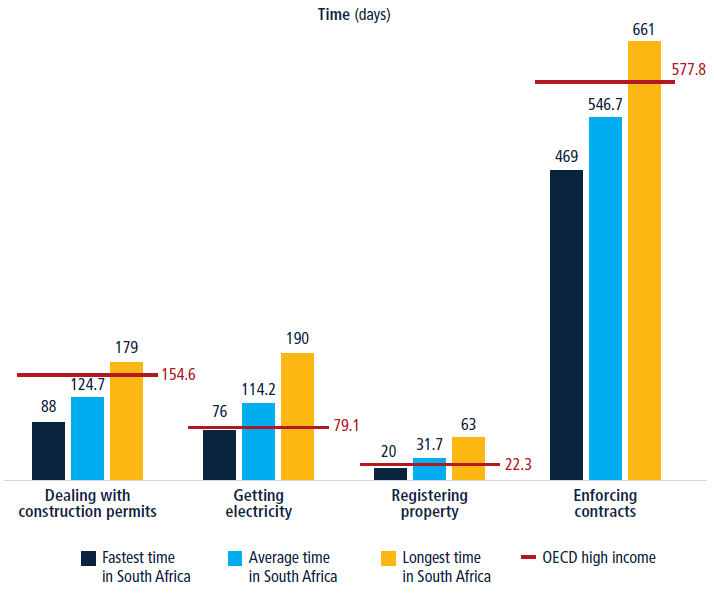 Time (days)
661
577.8
546.7
469
190
179
154.6
124.7
114.2
88
76
79.1
63
31.7
20
22.3
Dealing with
construction permits
Getting
electricity
Registering
property
Enforcing
contracts
Fastest time
in South Africa
Average time
in South Africa
Longest time
in South Africa
OECD high income